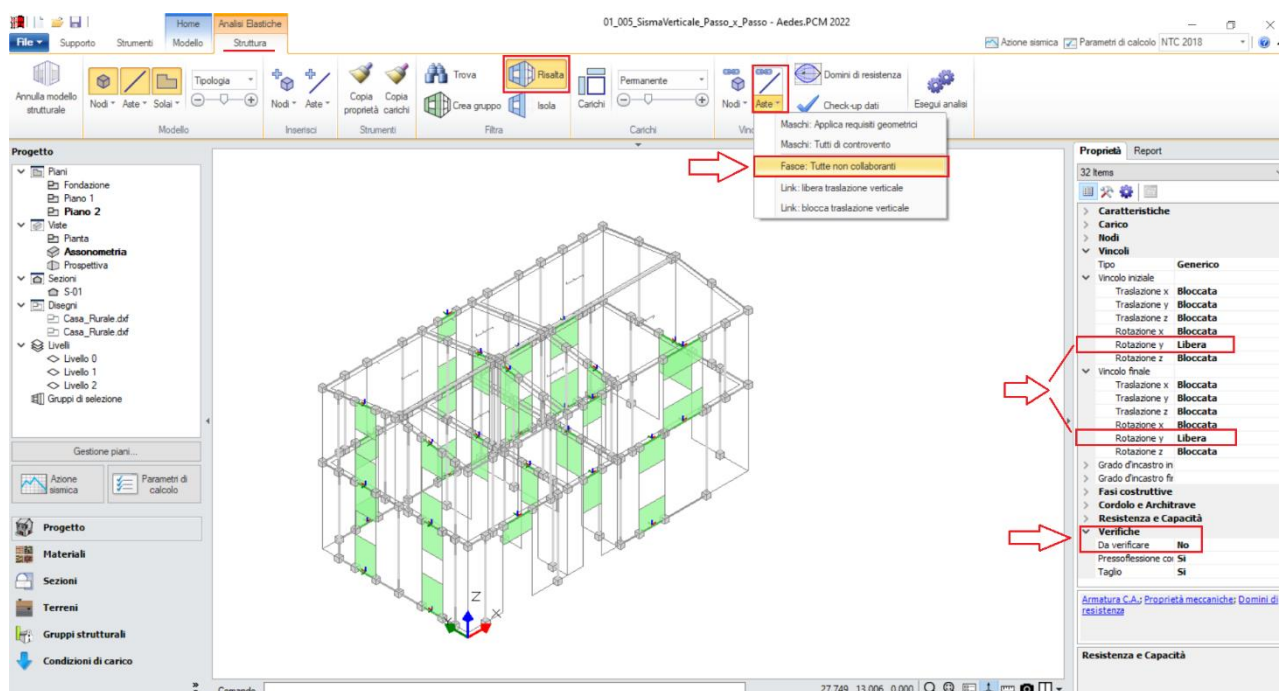 01_005_SismaVerticale_Passo_x_Passo - Aedes.PCM 2022
Home
Analisi Elastiche
File
Supporto
Strumenti
Modello
Struttura
Azione sismica
Parametri di calcolo
NTC 2018
Annulla modello
strutturale
Nodi
Aste
Solai
Tipologia
Modello
Nodi
Aste
Inserisci
Copia
proprietà
Copia
carichi
Strumenti
Trova
Crea gruppo
Risalta
Isola
Filtra
Carichi
Permanente
Carichi
Nodi
Aste
Domini di resistenza
Check-up dati
Esegui analisi
Maschi: Applica requisiti geometrici
Maschi: Tutti di controvento
Fasce: Tutte non collaboranti
Link: libera traslazione verticale
Link: blocca traslazione verticale
Progetto
Piani
Fondazione
Piano 1
Piano 2
Viste
Pianta
Assonometria
Prospettiva
Sezioni
S-01
Disegni
Casa_Rurale.dxf
Casa_Rurale.dxf
Livelli
Livello 0
Livello 1
Livello 2
Gruppi di selezione
Gestione piani...
Azione
sismica
Parametri di
calcolo
Progetto
Materiali
Sezioni
Terreni
Gruppi strutturali
Condizioni di carico
Z
X
Comando
27.749 13.006 0.000
Proprietà Report
32 Items
Caratteristiche
Carico
Nodi
Vincoli
Tipo Generico
Vincolo iniziale
Traslazione x Bloccata
Traslazione y Bloccata
Traslazione z Bloccata
Rotazione x Bloccata
Rotazione y Libera
Rotazione z Bloccata
Vincolo finale
Traslazione x Bloccata
Traslazione y Bloccata
Traslazione z Bloccata
Rotazione x Bloccata
Rotazione y Libera
Rotazione z Bloccata
Grado d'incastro in
Grado d'incastro fir
Fasi costruttive
Cordolo e Architrave
Resistenza e Capacità
Verifiche
Da verificare No
Pressoflessione coi Sì
Taglio Sì
Armatura C.A.; Proprietà meccaniche; Domini di
resistenza
Resistenza e Capacità